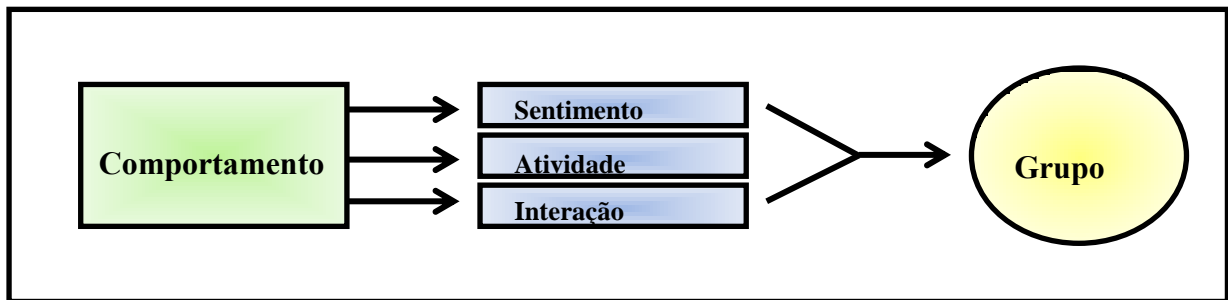 Comportamento
Sentimento
Atividade
Interação
Grupo